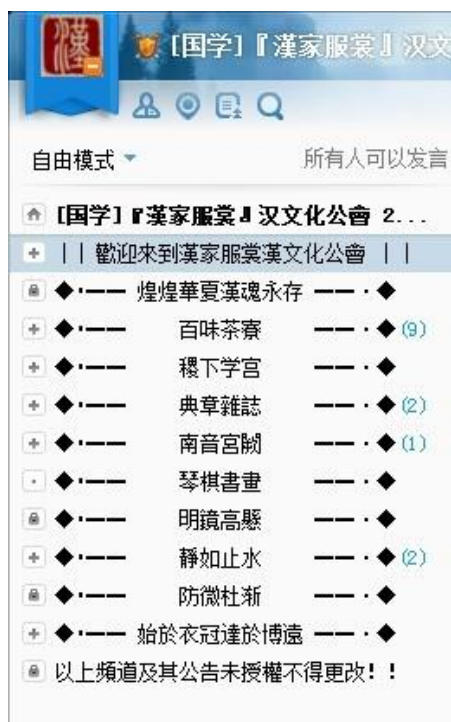 漢
[国学]『漢家服裳』汉文
自由模式 所有人可以发言
[国学]『漢家服裳』汉文化公會 2...
||歡迎來到漢家服裳漢文化公會 ||
◆·—— 煌煌華夏漢魂永存 ——·◆
◆·—— 百味茶寮 ——·◆(9)
◆·—— 稷下学宫 ——·◆
◆·—— 典章雜誌 ——·◆(2)
◆·—— 南音宮闕 ——·◆(1)
◆·—— 琴棋書畫 ——·◆
◆·—— 明鏡高懸 ——·◆
◆·—— 靜如止水 ——·◆(2)
◆·—— 防微杜渐 ——·◆
◆·—— 始於衣冠達於博遠 ——·◆
以上頻道及其公告未授權不得更改!!